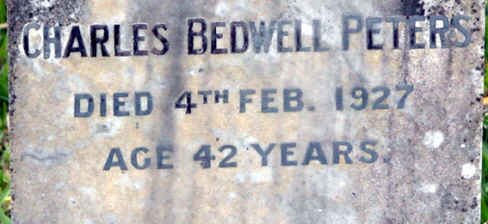 CHARLES BEDWELL PETERS
DIED 4TH FEB. 1927
AGE 42 YEARS.